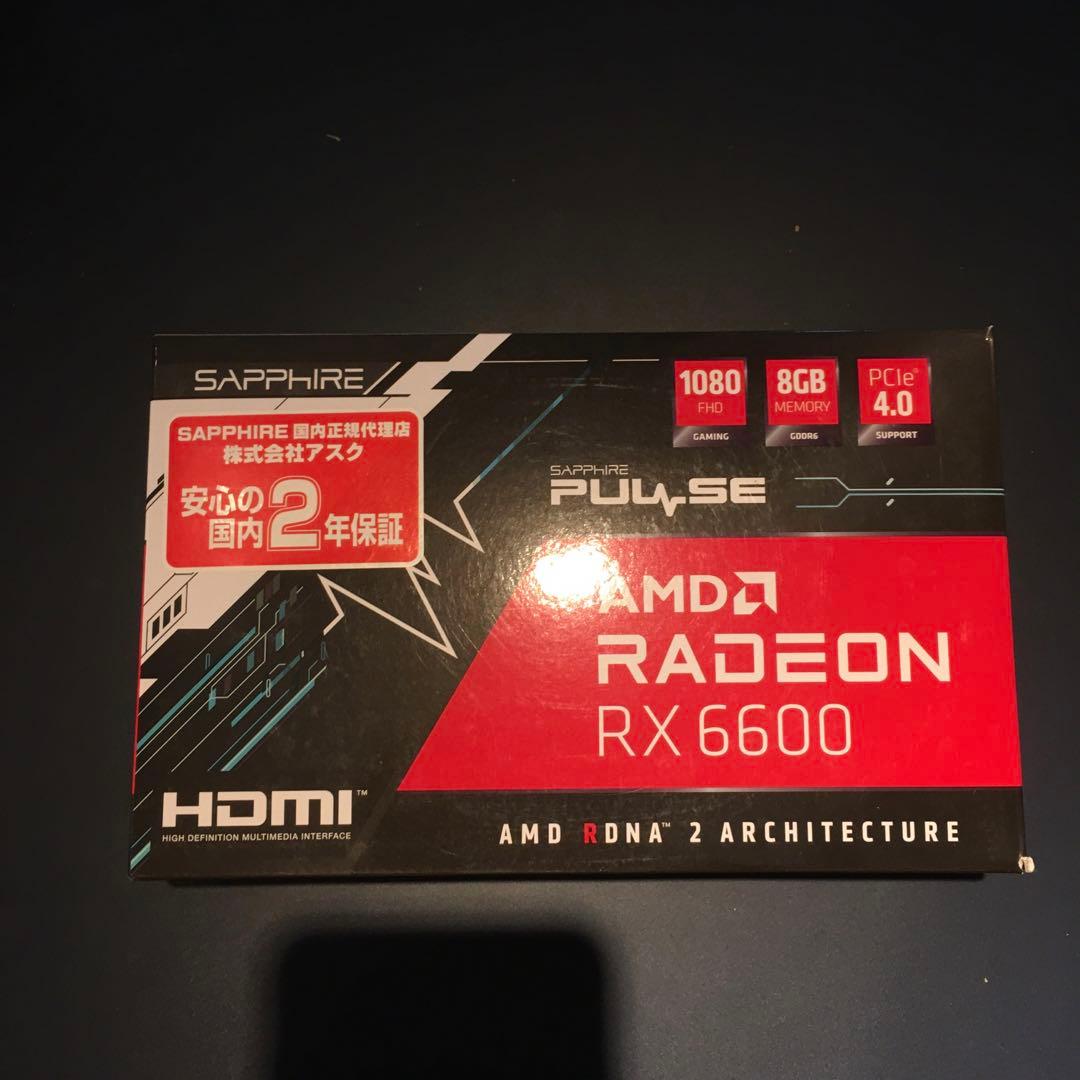 SAPPHIRE
SAPPHIRE 国内正規代理店
株式会社アスク
安心の
国内2年保証
1080
FHD
GAMING
8GB
MEMORY
GDDR6
PCIe®
4.0
SUPPORT
SAPPHIRE
PULSE
AMD
RADEON
RX 6600
HDMI™
HIGH DEFINITION MULTIMEDIA INTERFACE
AMD RDNA™ 2 ARCHITECTURE